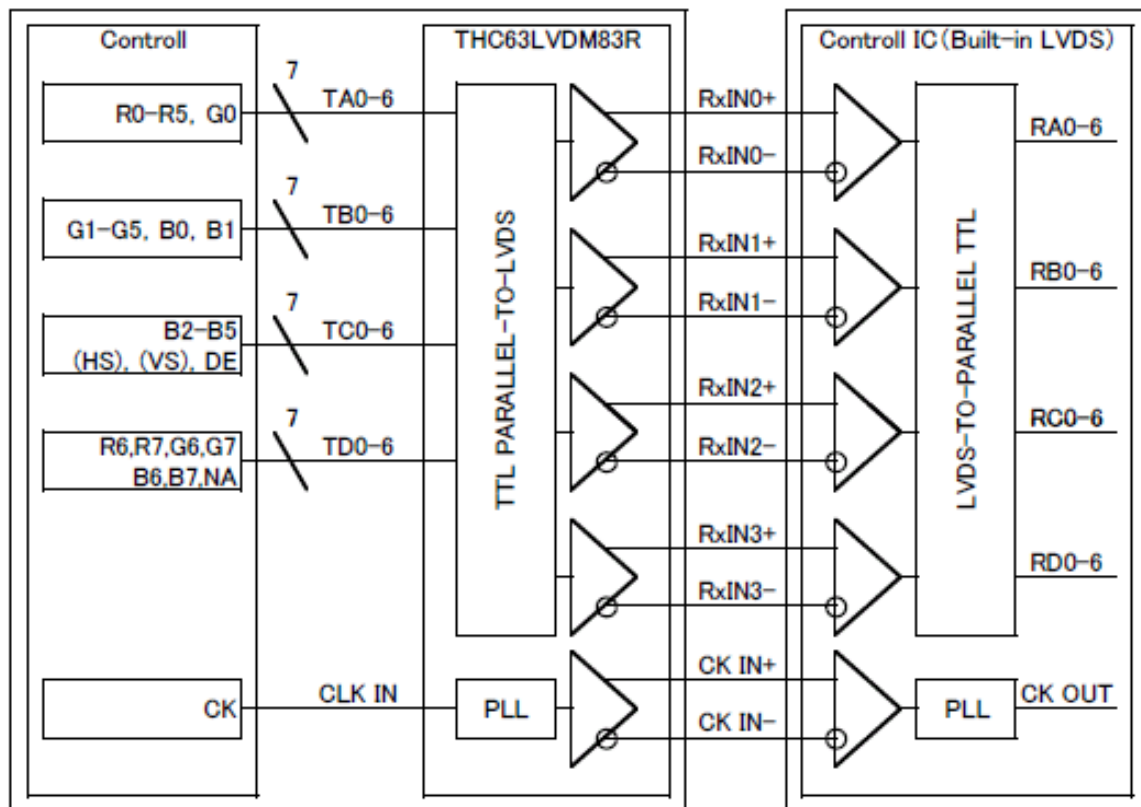 Controll
THC63LVDM83R
Controll IC(Built-in LVDS)
R0-R5, G0
7
TA0-6
RxIN0+
RxIN0-
RA0-6
G1-G5, B0, B1
7
TB0-6
RxIN1+
RxIN1-
RB0-6
B2-B5
(HS), (VS), DE
7
TC0-6
RxIN2+
RxIN2-
RC0-6
R6,R7,G6,G7
B6,B7,NA
7
TD0-6
RxIN3+
RxIN3-
RD0-6
TTL PARALLEL-TO-LVDS
LVDS-TO-PARALLEL TTL
CK
CLK IN
PLL
CK IN+
CK IN-
PLL
CK OUT